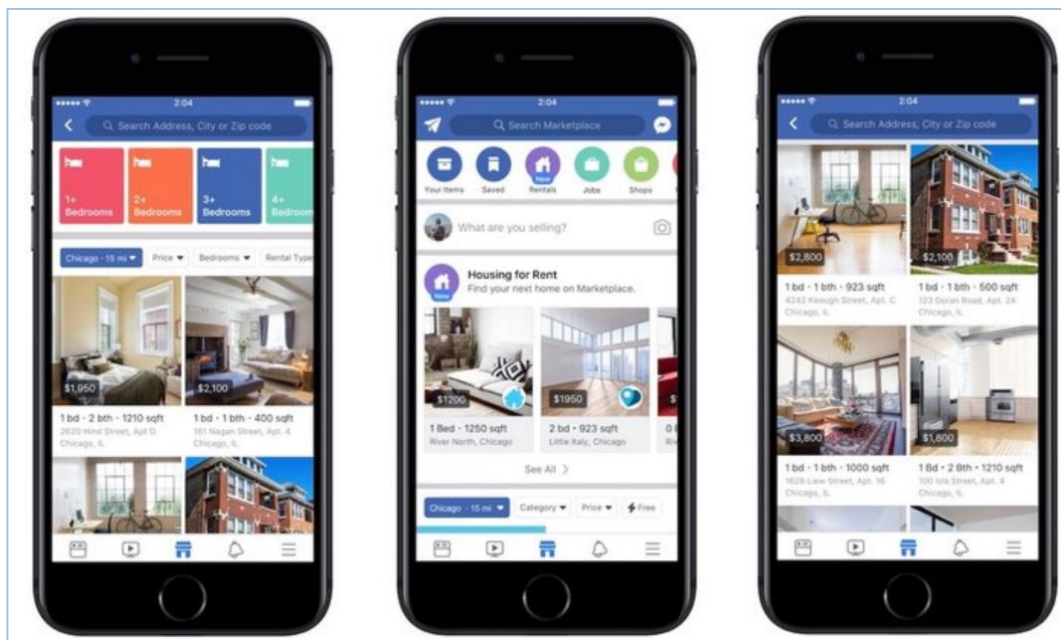 2:04
Search Address, City or Zip code
1+
Bedrooms
2+
Bedrooms
3+
Bedrooms
4+
Bedroom
Chicago · 15 mi
Price
Bedrooms
Rental Type
$1,950
$2,100
1 bd · 2 bth · 1210 sqft
2620 Hind Street, Apt D
Chicago, IL
1 bd · 1 bth · 400 sqft
161 Nagan Street, Apt. 4
Chicago, IL
2:04
Search Marketplace
Your Items
Saved
New
Rentals
Jobs
Shops
What are you selling?
New
Housing for Rent
Find your next home on Marketplace.
$1200
$1950
1 Bed · 1250 sqft
River North, Chicago
2 bd · 923 sqft
Little Italy, Chicago
See All
Chicago · 15 mi
Category
Price
Free
2:04
Search Address, City or Zip code
$2,800
$2,100
1 bd · 1 bth · 923 sqft
4242 Keough Street, Apt. C
Chicago, IL
1 bd · 1 bth · 500 sqft
123 Doran Road, Apt. 2A
Chicago, IL
$3,800
$1,800
1 bd · 1 bth · 1000 sqft
1628 Liew Street, Apt. 16
Chicago, IL
1 Bd · 2 Bth · 1210 sqft
100 Isla Street, Apt. 4
Chicago, IL